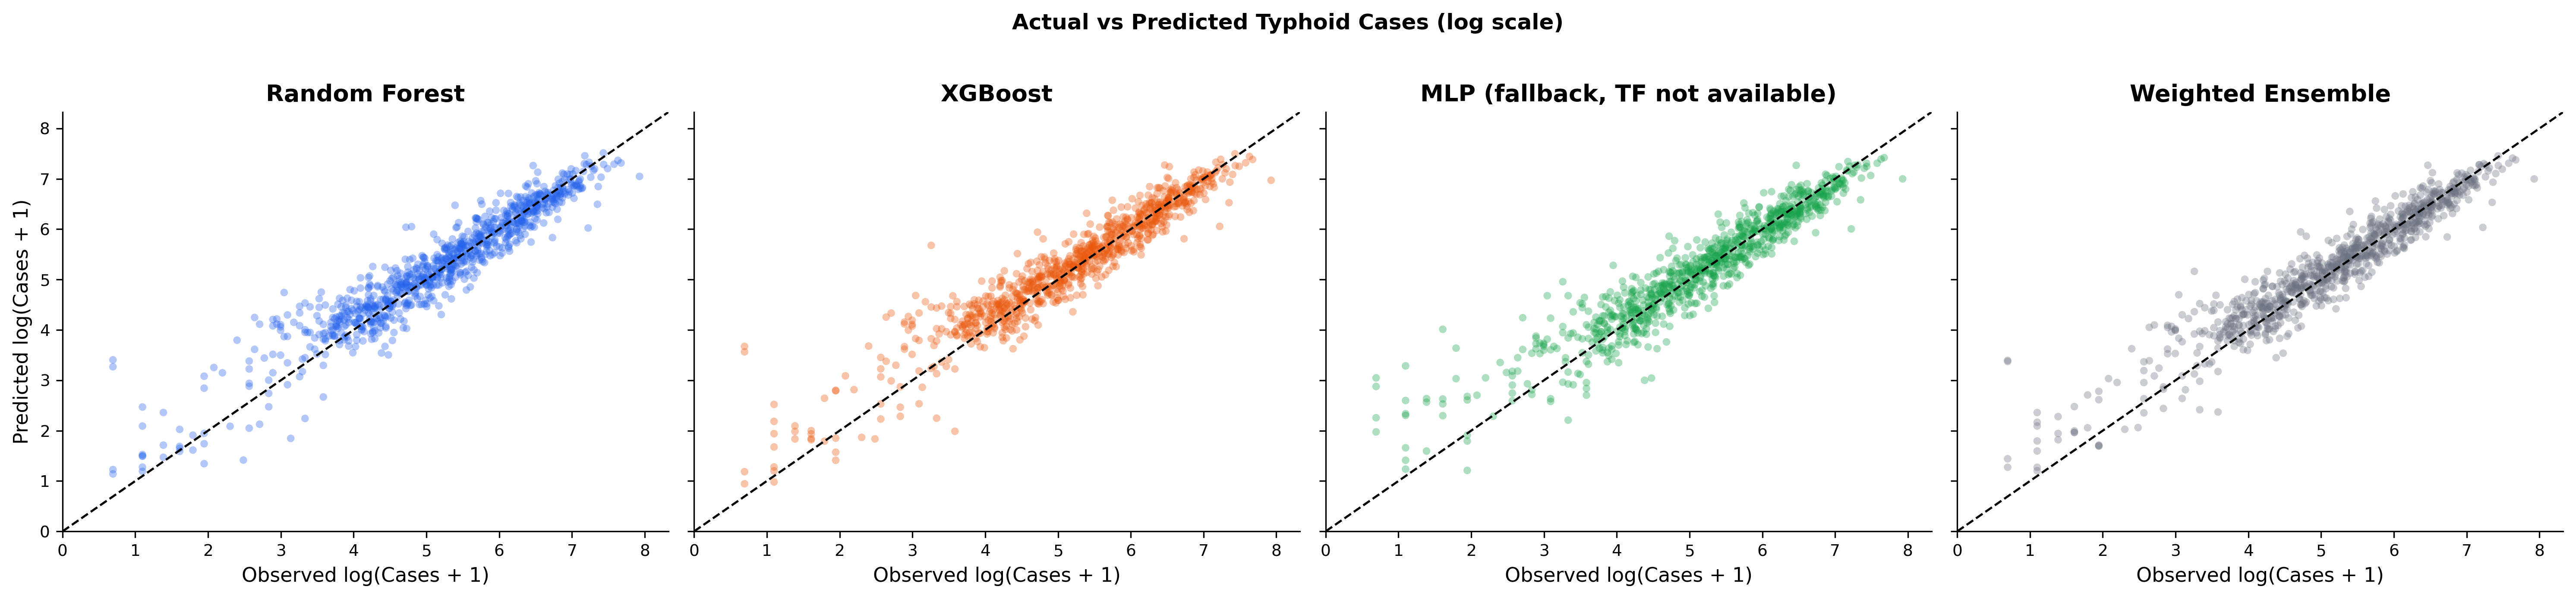 Actual vs Predicted Typhoid Cases (log scale)
Random Forest
XGBoost
MLP (fallback, TF not available)
Weighted Ensemble
Predicted log(Cases + 1)
8
7
6
5
4
3
2
1
0
0 1 2 3 4 5 6 7 8
0 1 2 3 4 5 6 7 8
0 1 2 3 4 5 6 7 8
0 1 2 3 4 5 6 7 8
Observed log(Cases + 1)
Observed log(Cases + 1)
Observed log(Cases + 1)
Observed log(Cases + 1)